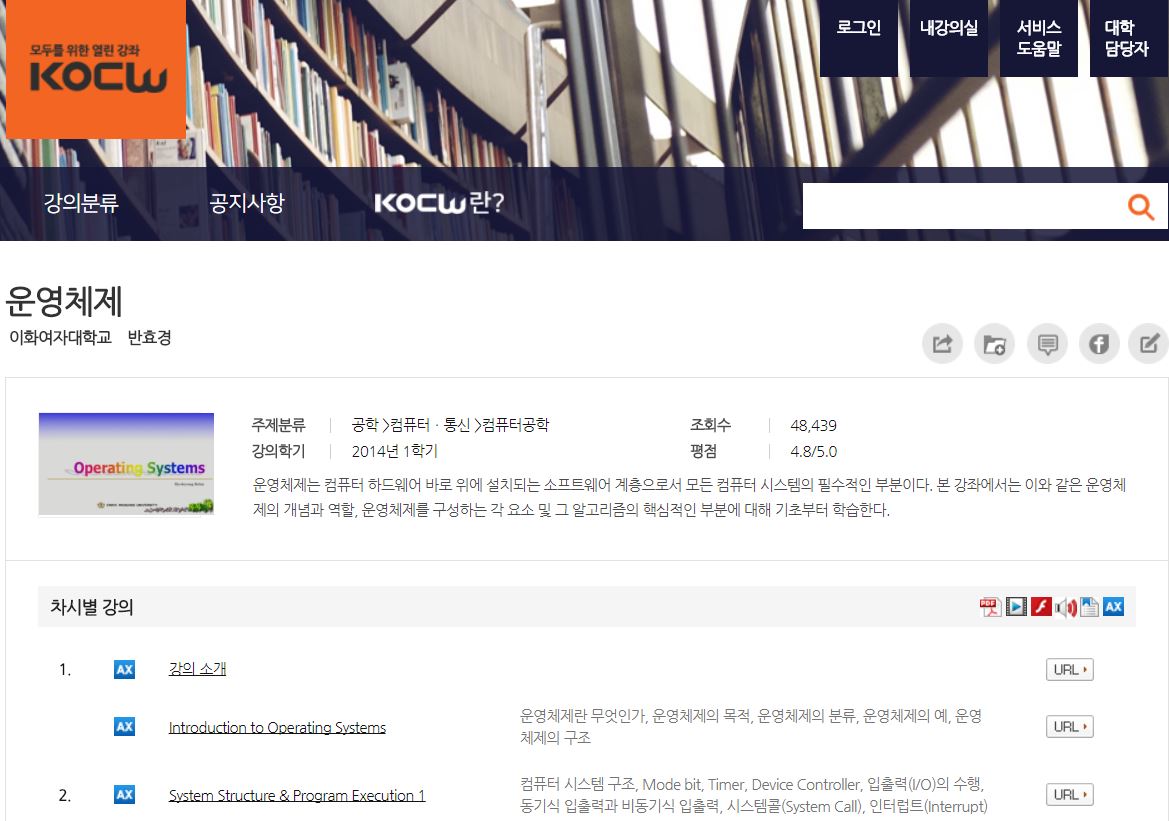 모두를 위한 열린 강좌
KOCW
로그인
내강의실
서비스
도움말
대학
담당자
강의분류
공지사항
KOCW란?
운영체제
이화여자대학교 반효경
Operating Systems
주제분류 공학 >컴퓨터ㆍ통신 >컴퓨터공학 조회수 48,439
강의학기 2014년 1학기 평점 4.8/5.0
운영체제는 컴퓨터 하드웨어 바로 위에 설치되는 소프트웨어 계층으로서 모든 컴퓨터 시스템의 필수적인 부분이다. 본 강좌에서는 이와 같은 운영체
제의 개념과 역할, 운영체제를 구성하는 각 요소 및 그 알고리즘의 핵심적인 부분에 대해 기초부터 학습한다.
차시별 강의 PDF AX
1. AX 강의 소개 URL
AX Introduction to Operating Systems 운영체제란 무엇인가, 운영체제의 목적, 운영체제의 분류, 운영체제의 예, 운영 URL
체제의 구조
2. AX System Structure & Program Execution 1 컴퓨터 시스템 구조, Mode bit, Timer, Device Controller, 입출력(I/O)의 수행, URL
동기식 입출력과 비동기식 입출력, 시스템콜(System Call), 인터럽트(Interrupt)